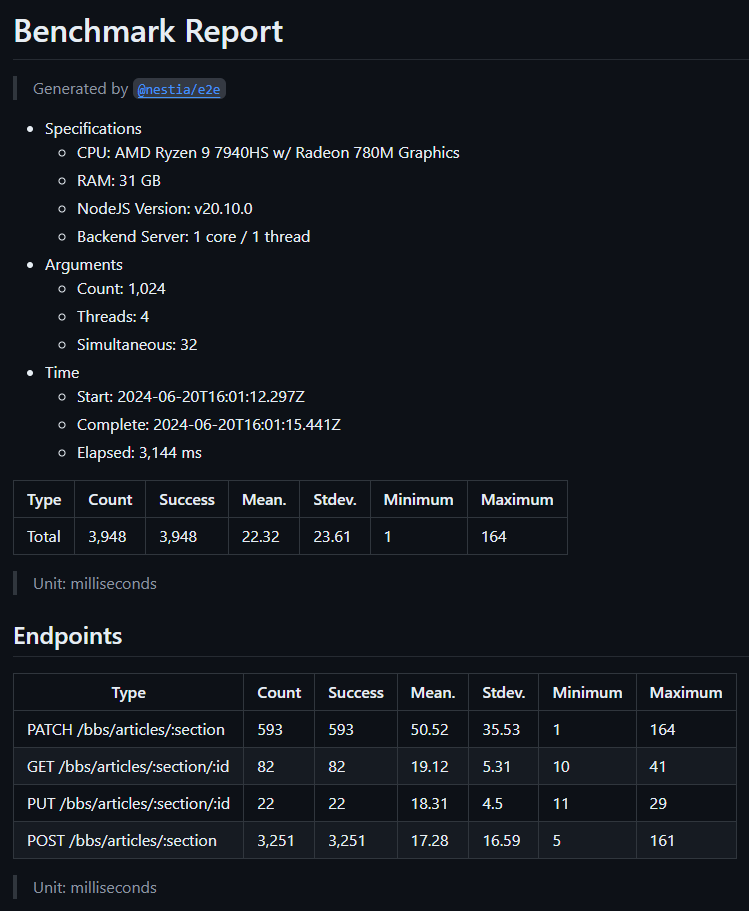 Benchmark Report
Generated by @nestia/e2e
Specifications
CPU: AMD Ryzen 9 7940HS w/ Radeon 780M Graphics
RAM: 31 GB
NodeJS Version: v20.10.0
Backend Server: 1 core / 1 thread
Arguments
Count: 1,024
Threads: 4
Simultaneous: 32
Time
Start: 2024-06-20T16:01:12.297Z
Complete: 2024-06-20T16:01:15.441Z
Elapsed: 3,144 ms
Type Count Success Mean. Stdev. Minimum Maximum
Total 3,948 3,948 22.32 23.61 1 164
Unit: milliseconds
Endpoints
Type Count Success Mean. Stdev. Minimum Maximum
PATCH /bbs/articles/:section 593 593 50.52 35.53 1 164
GET /bbs/articles/:section/:id 82 82 19.12 5.31 10 41
PUT /bbs/articles/:section/:id 22 22 18.31 4.5 11 29
POST /bbs/articles/:section 3,251 3,251 17.28 16.59 5 161
Unit: milliseconds